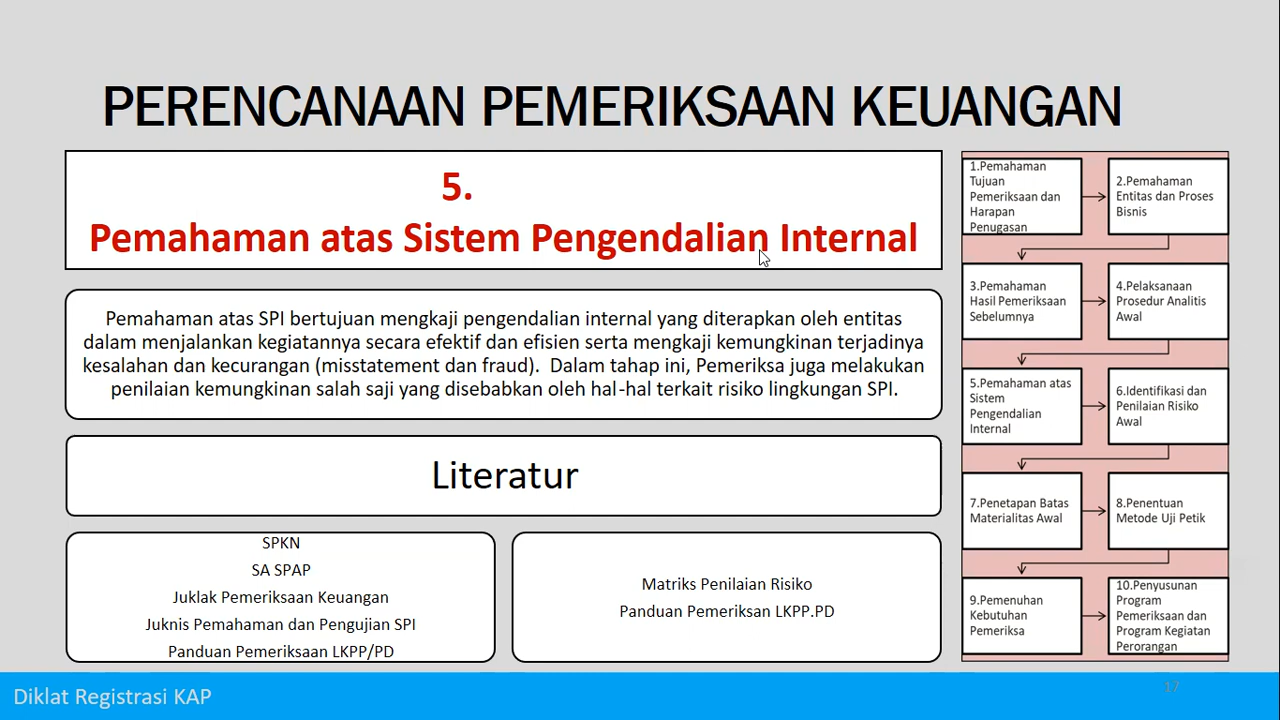 PERENCANAAN PEMERIKSAAN KEUANGAN
5.
Pemahaman atas Sistem Pengendalian Internal
Pemahaman atas SPI bertujuan mengkaji pengendalian internal yang diterapkan oleh entitas
dalam menjalankan kegiatannya secara efektif dan efisien serta mengkaji kemungkinan terjadinya
kesalahan dan kecurangan (misstatement dan fraud).  Dalam tahap ini, Pemeriksa juga melakukan
penilaian kemungkinan salah saji yang disebabkan oleh hal-hal terkait risiko lingkungan SPI.
Literatur
SPKN
SA SPAP
Juklak Pemeriksaan Keuangan
Juknis Pemahaman dan Pengujian SPI
Panduan Pemeriksaan LKPP/PD
Matriks Penilaian Risiko
Panduan Pemeriksan LKPP.PD
1.Pemahaman
Tujuan
Pemeriksaan dan
Harapan
Penugasan
2.Pemahaman
Entitas dan Proses
Bisnis
3.Pemahaman
Hasil Pemeriksaan
Sebelumnya
4.Pelaksanaan
Prosedur Analitis
Awal
5.Pemahaman atas
Sistem
Pengendalian
Internal
6.Identifikasi dan
Penilaian Risiko
Awal
7.Penetapan Batas
Materialitas Awal
8.Penentuan
Metode Uji Petik
9.Pemenuhan
Kebutuhan
Pemeriksa
10.Penyusunan
Program
Pemeriksaan dan
Program Kegiatan
Perorangan
Diklat Registrasi KAP
17